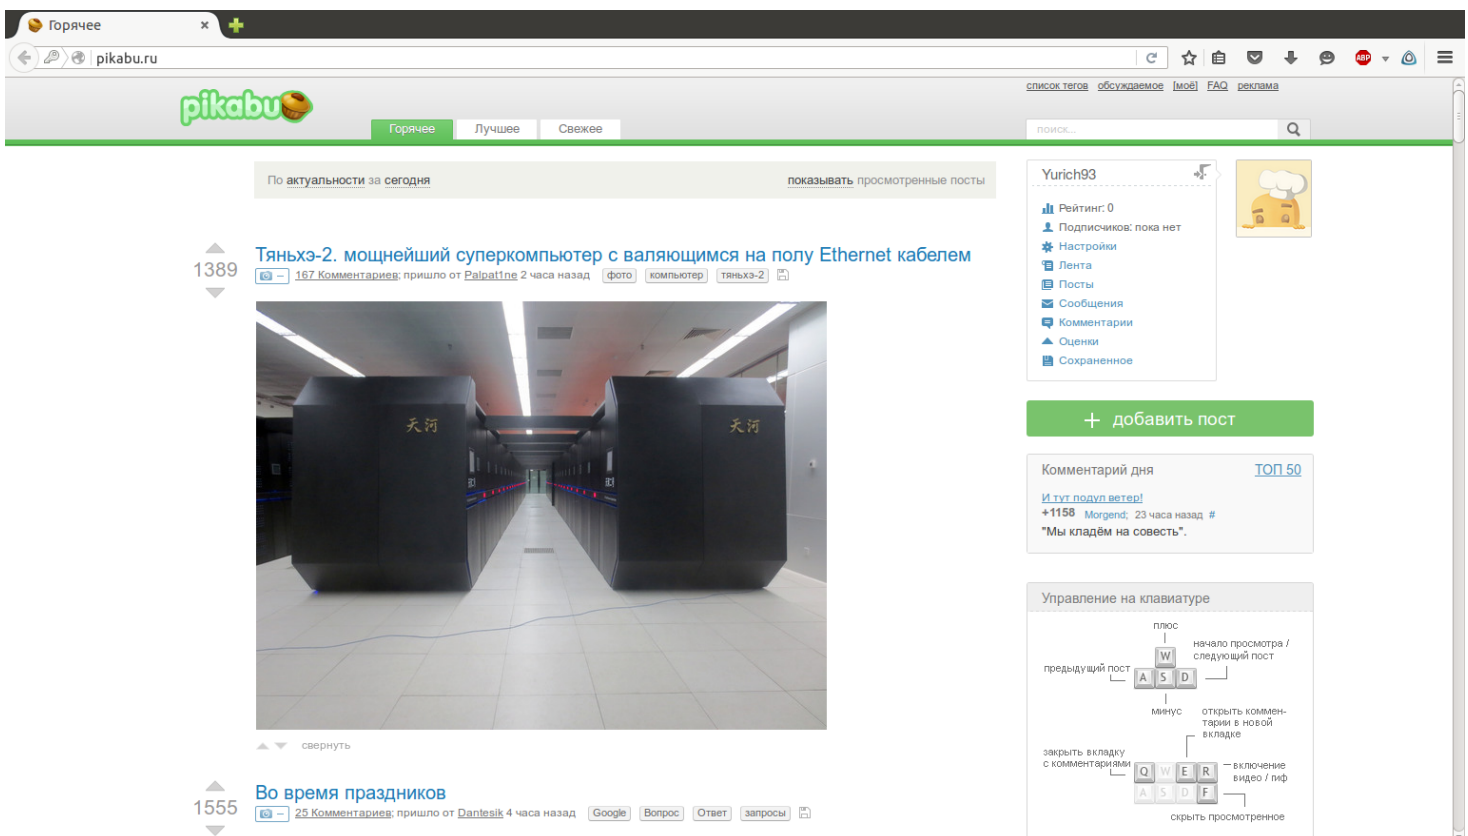 Горячее
pikabu.ru
ABP
список тегов обсуждаемое [моё] FAQ реклама
pikabu
Горячее Лучшее Свежее
поиск...
По актуальности за сегодня
показывать просмотренные посты
Yurich93
Рейтинг: 0
Подписчиков: пока нет
Настройки
Лента
Посты
Сообщения
Комментарии
Оценки
Сохраненное
1389
Тяньхэ-2. мощнейший суперкомпьютер с валяющимся на полу Ethernet кабелем
167 Комментариев; пришло от Palpat1ne 2 часа назад фото компьютер тяньхэ-2
天河
天河
свернуть
1555
Во время праздников
25 Комментариев; пришло от Dantesik 4 часа назад Google Вопрос Ответ запросы
+ добавить пост
Комментарий дня ТОП 50
И тут подул ветер!
+1158 Morgend; 23 часа назад #
"Мы кладём на совесть".
Управление на клавиатуре
плюс
начало просмотра /
следующий пост
предыдущий пост
W
A S D
минус
открыть коммен-
тарии в новой
вкладке
закрыть вкладку
с комментариями
Q W E R
включение
видео / гиф
A S D F
скрыть просмотренное